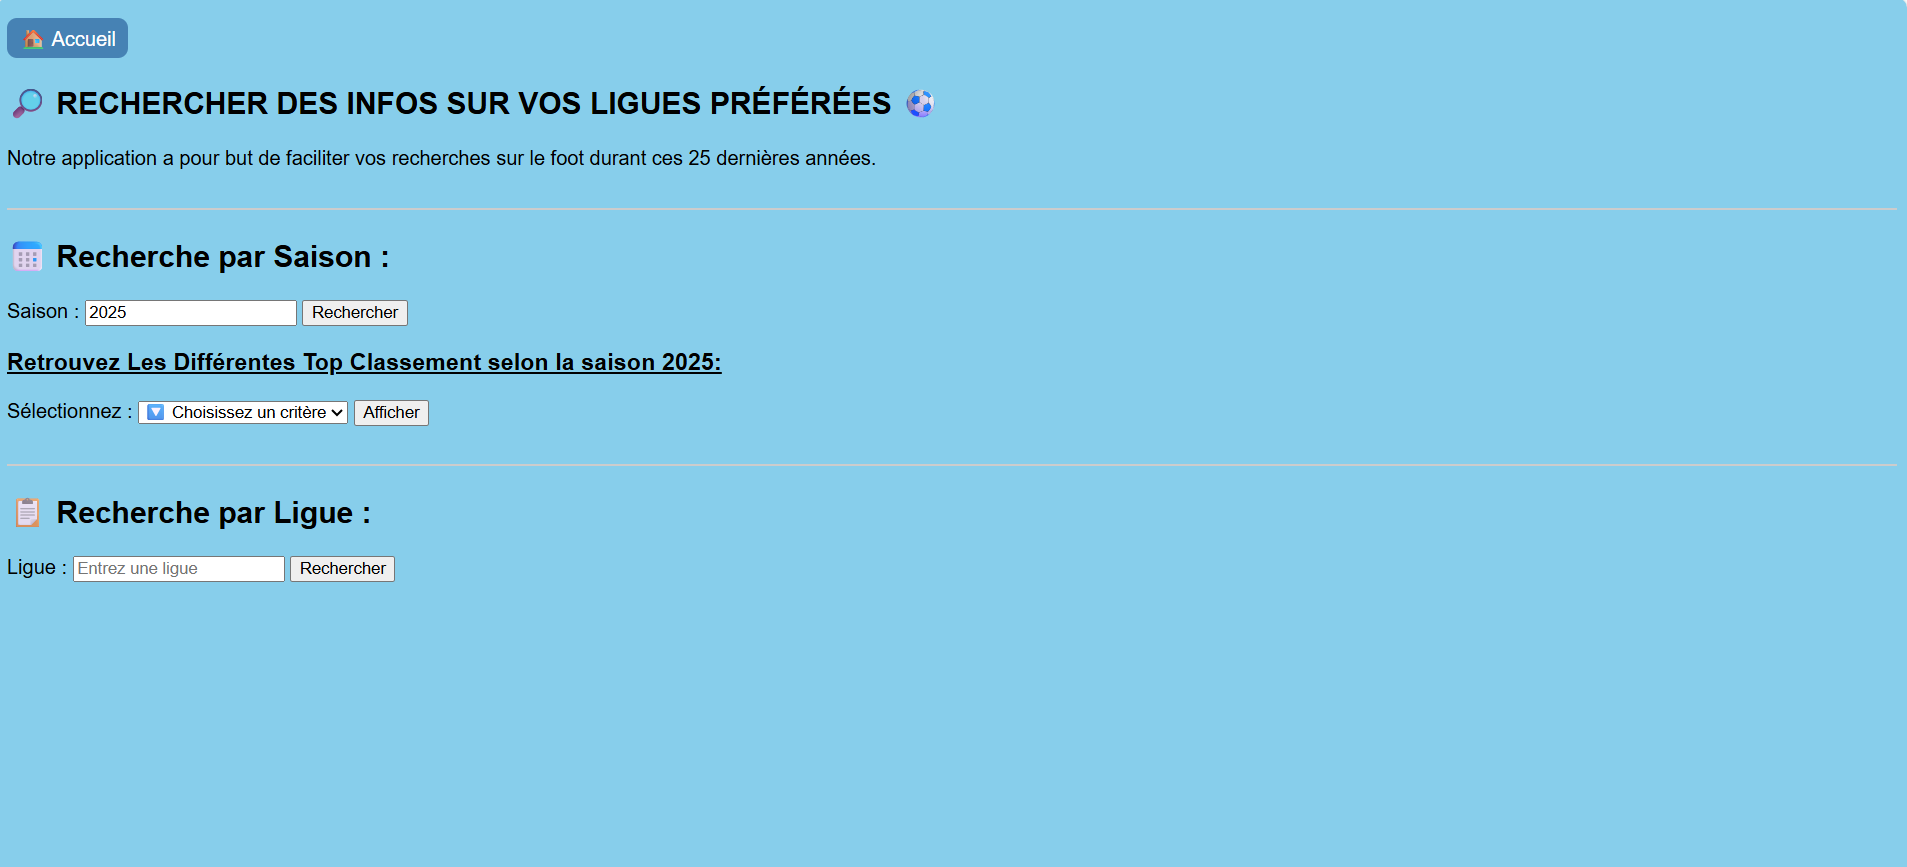 🏠 Accueil
🔎 RECHERCHER DES INFOS SUR VOS LIGUES PRÉFÉRÉES ⚽
Notre application a pour but de faciliter vos recherches sur le foot durant ces 25 dernières années.
📅 Recherche par Saison :
Saison : 2025 Rechercher
Retrouvez Les Différentes Top Classement selon la saison 2025:
Sélectionnez : 🔽 Choisissez un critère Afficher
📋 Recherche par Ligue :
Ligue : Entrez une ligue Rechercher